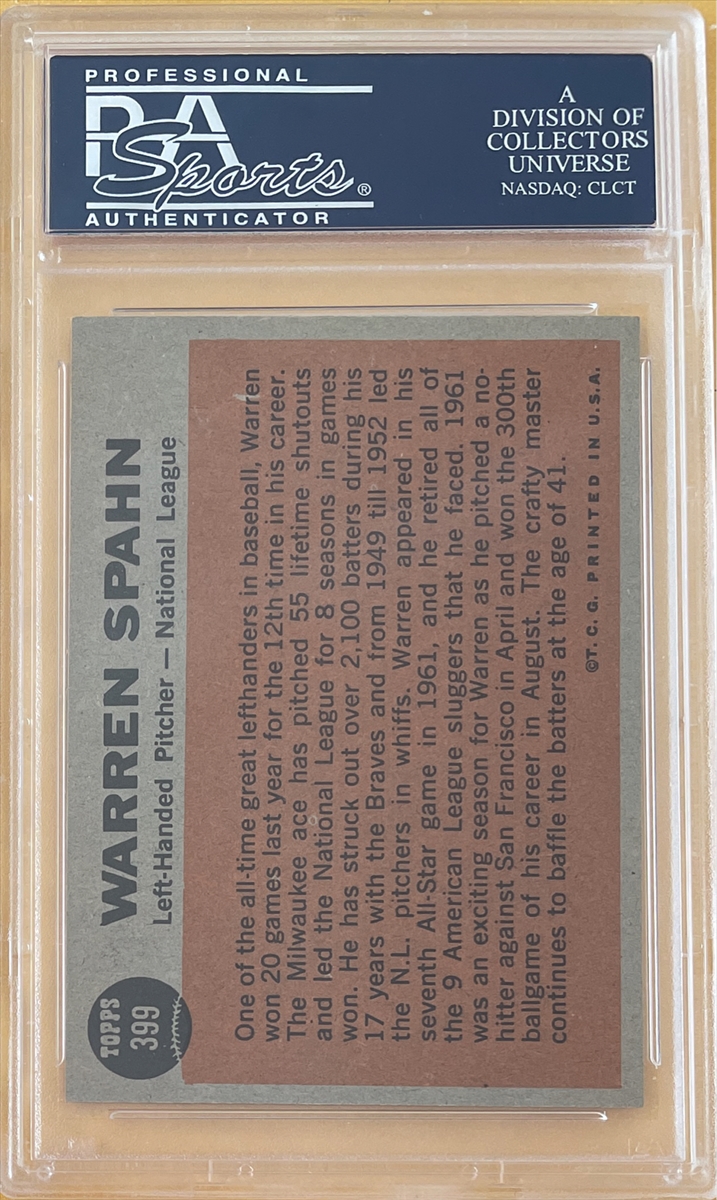 PROFESSIONAL
PSA
Sports®
AUTHENTICATOR
A
DIVISION OF
COLLECTORS
UNIVERSE
NASDAQ: CLCT
TOPPS
399
WARREN SPAHN
Left-Handed Pitcher — National League
One of the all-time great lefthanders in baseball, Warren
won 20 games last year for the 12th time in his career.
The Milwaukee ace has pitched 55 lifetime shutouts
and led the National League for 8 seasons in games
won. He has struck out over 2,100 batters during his
17 years with the Braves and from 1949 till 1952 led
the N.L. pitchers in whiffs. Warren appeared in his
seventh All-Star game in 1961, and he retired all of
the 9 American League sluggers that he faced. 1961
was an exciting season for Warren as he pitched a no-
hitter against San Francisco in April and won the 300th
ballgame of his career in August. The crafty master
continues to baffle the batters at the age of 41.
©T. C. G. PRINTED IN U.S.A.